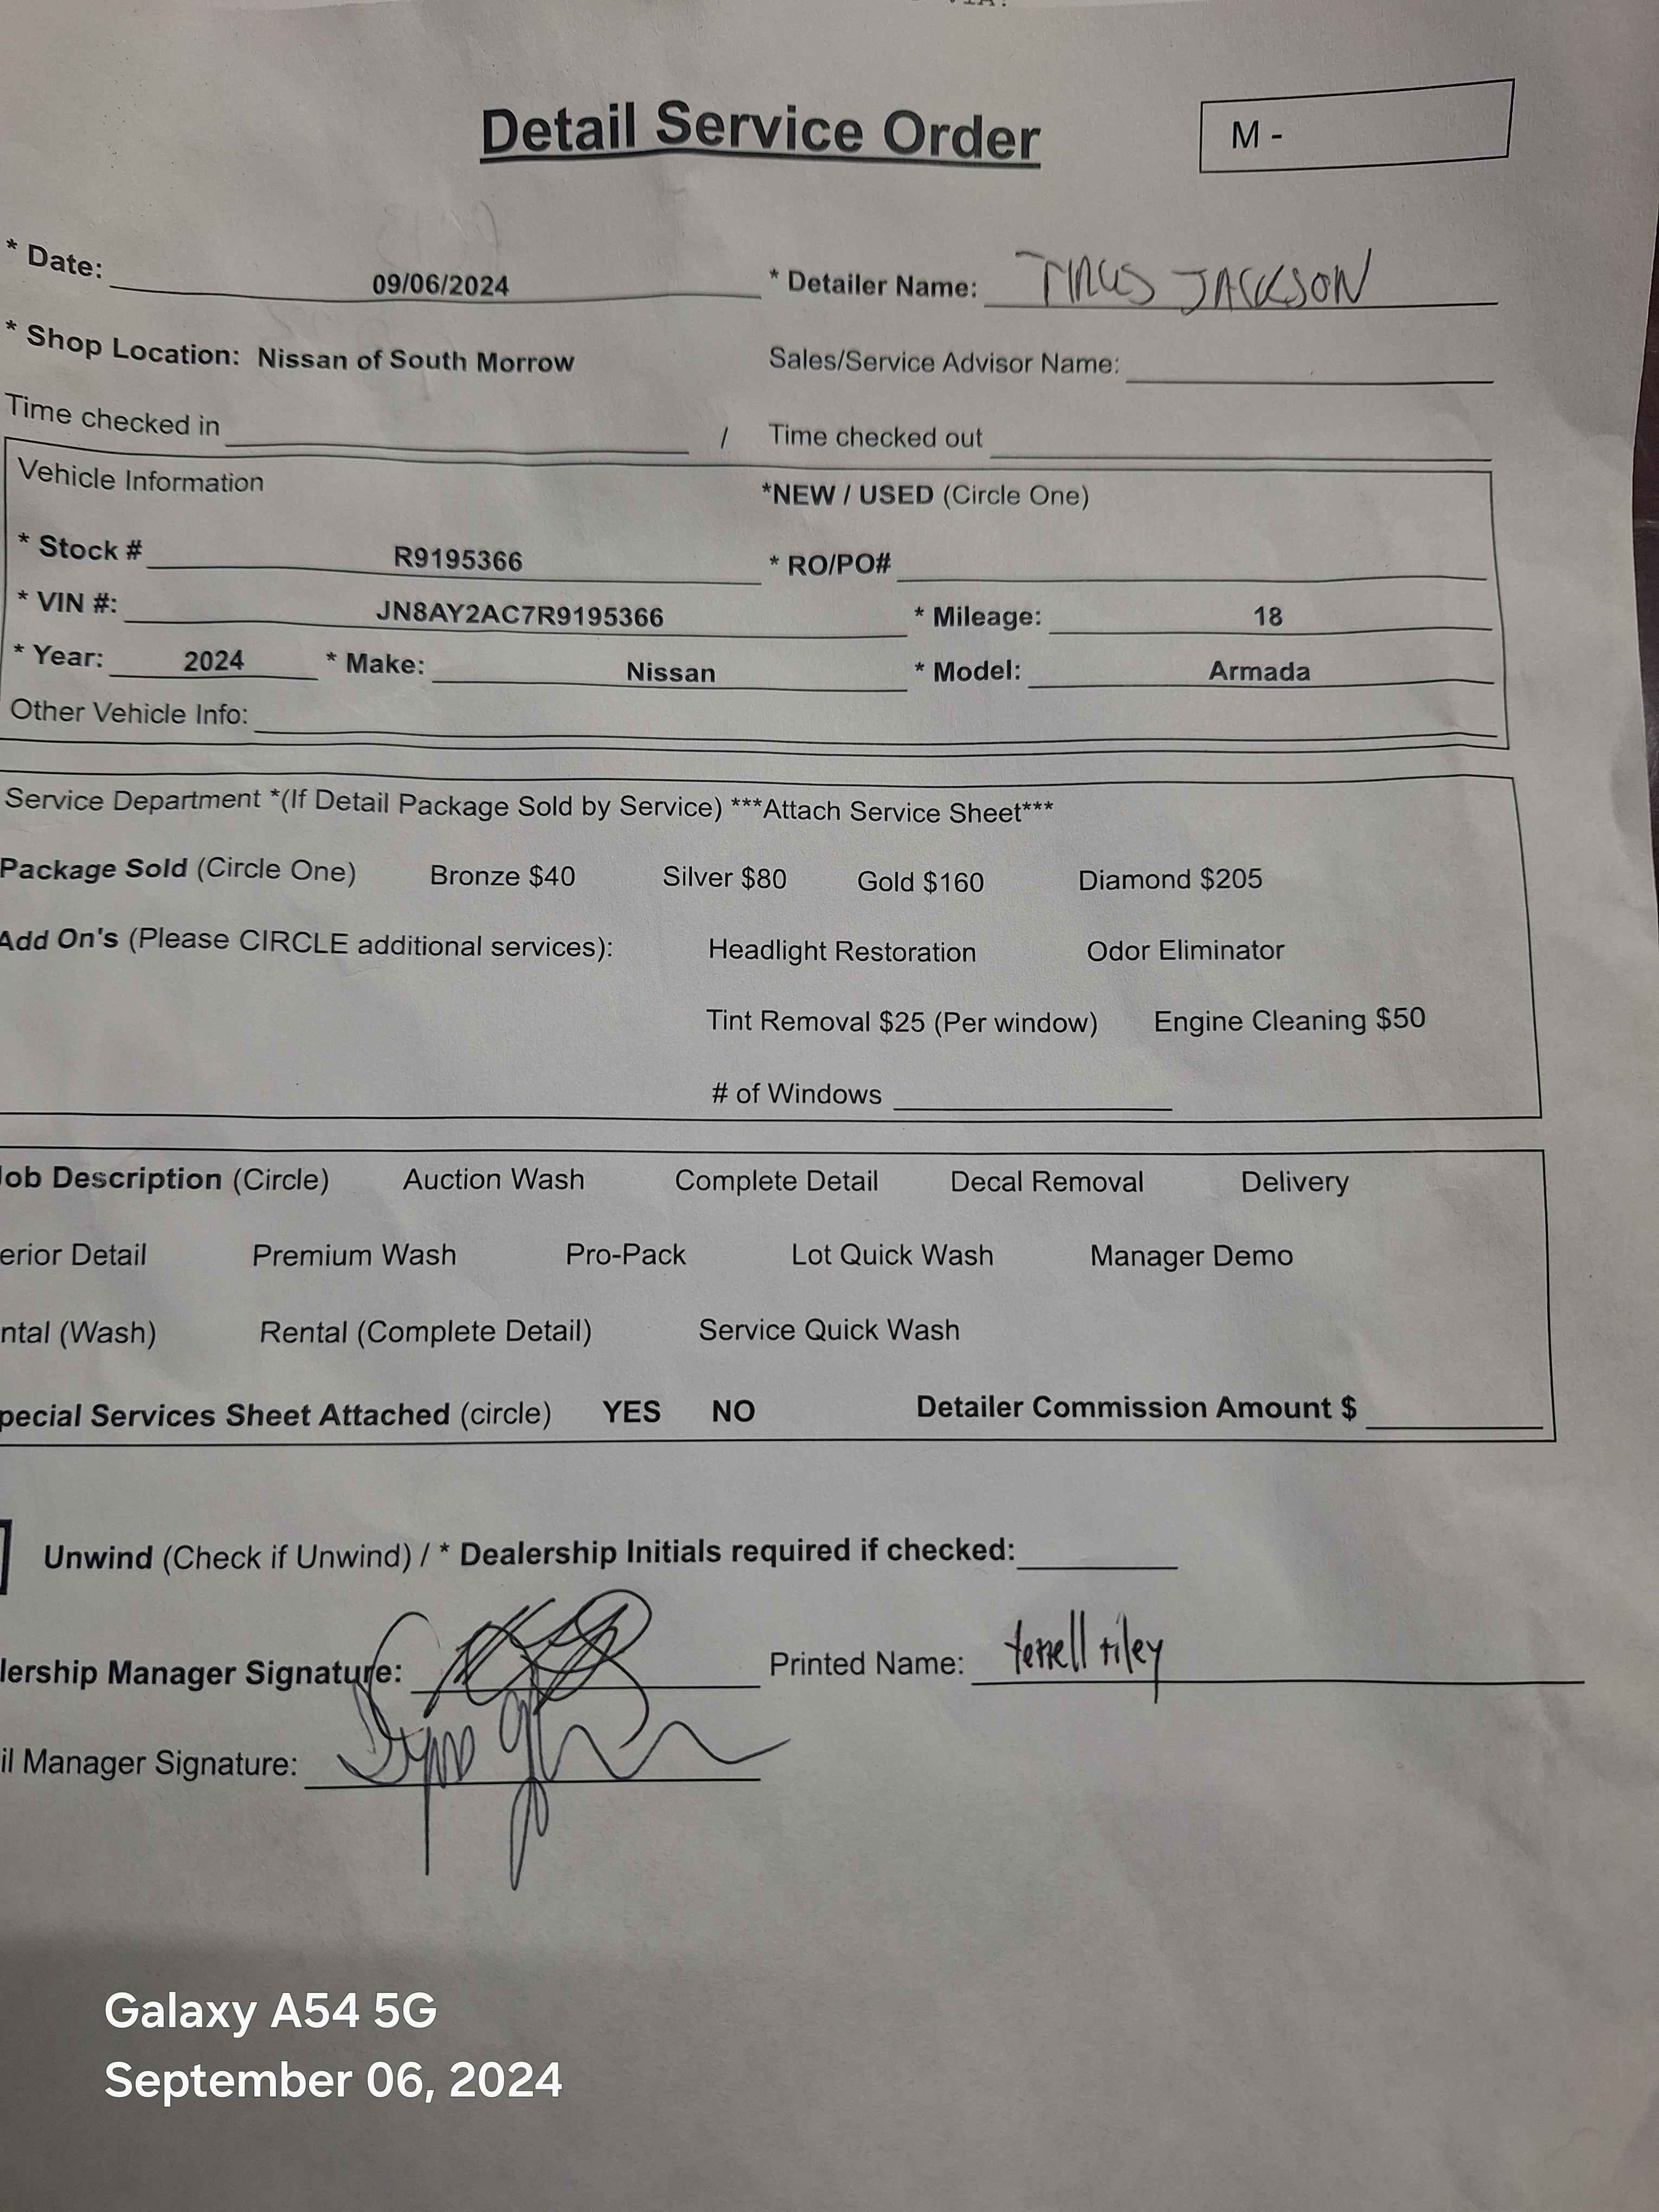 Detail Service Order
M -
* Date: 09/06/2024 * Detailer Name: JACKSON
* Shop Location: Nissan of South Morrow Sales/Service Advisor Name:
Time checked in / Time checked out
Vehicle Information *NEW / USED (Circle One)
* Stock # R9195366 * RO/PO#
* VIN #: JN8AY2AC7R9195366 * Mileage: 18
* Year: 2024 * Make: Nissan * Model: Armada
Other Vehicle Info:
Service Department *(If Detail Package Sold by Service) ***Attach Service Sheet***
Package Sold (Circle One) Bronze $40 Silver $80 Gold $160 Diamond $205
Add On's (Please CIRCLE additional services): Headlight Restoration Odor Eliminator
Tint Removal $25 (Per window) Engine Cleaning $50
# of Windows
Job Description (Circle) Auction Wash Complete Detail Decal Removal Delivery
erior Detail Premium Wash Pro-Pack Lot Quick Wash Manager Demo
ntal (Wash) Rental (Complete Detail) Service Quick Wash
pecial Services Sheet Attached (circle) YES NO Detailer Commission Amount $
Unwind (Check if Unwind) / * Dealership Initials required if checked:
lership Manager Signature: Printed Name: terrell riley
il Manager Signature:
Galaxy A54 5G
September 06, 2024